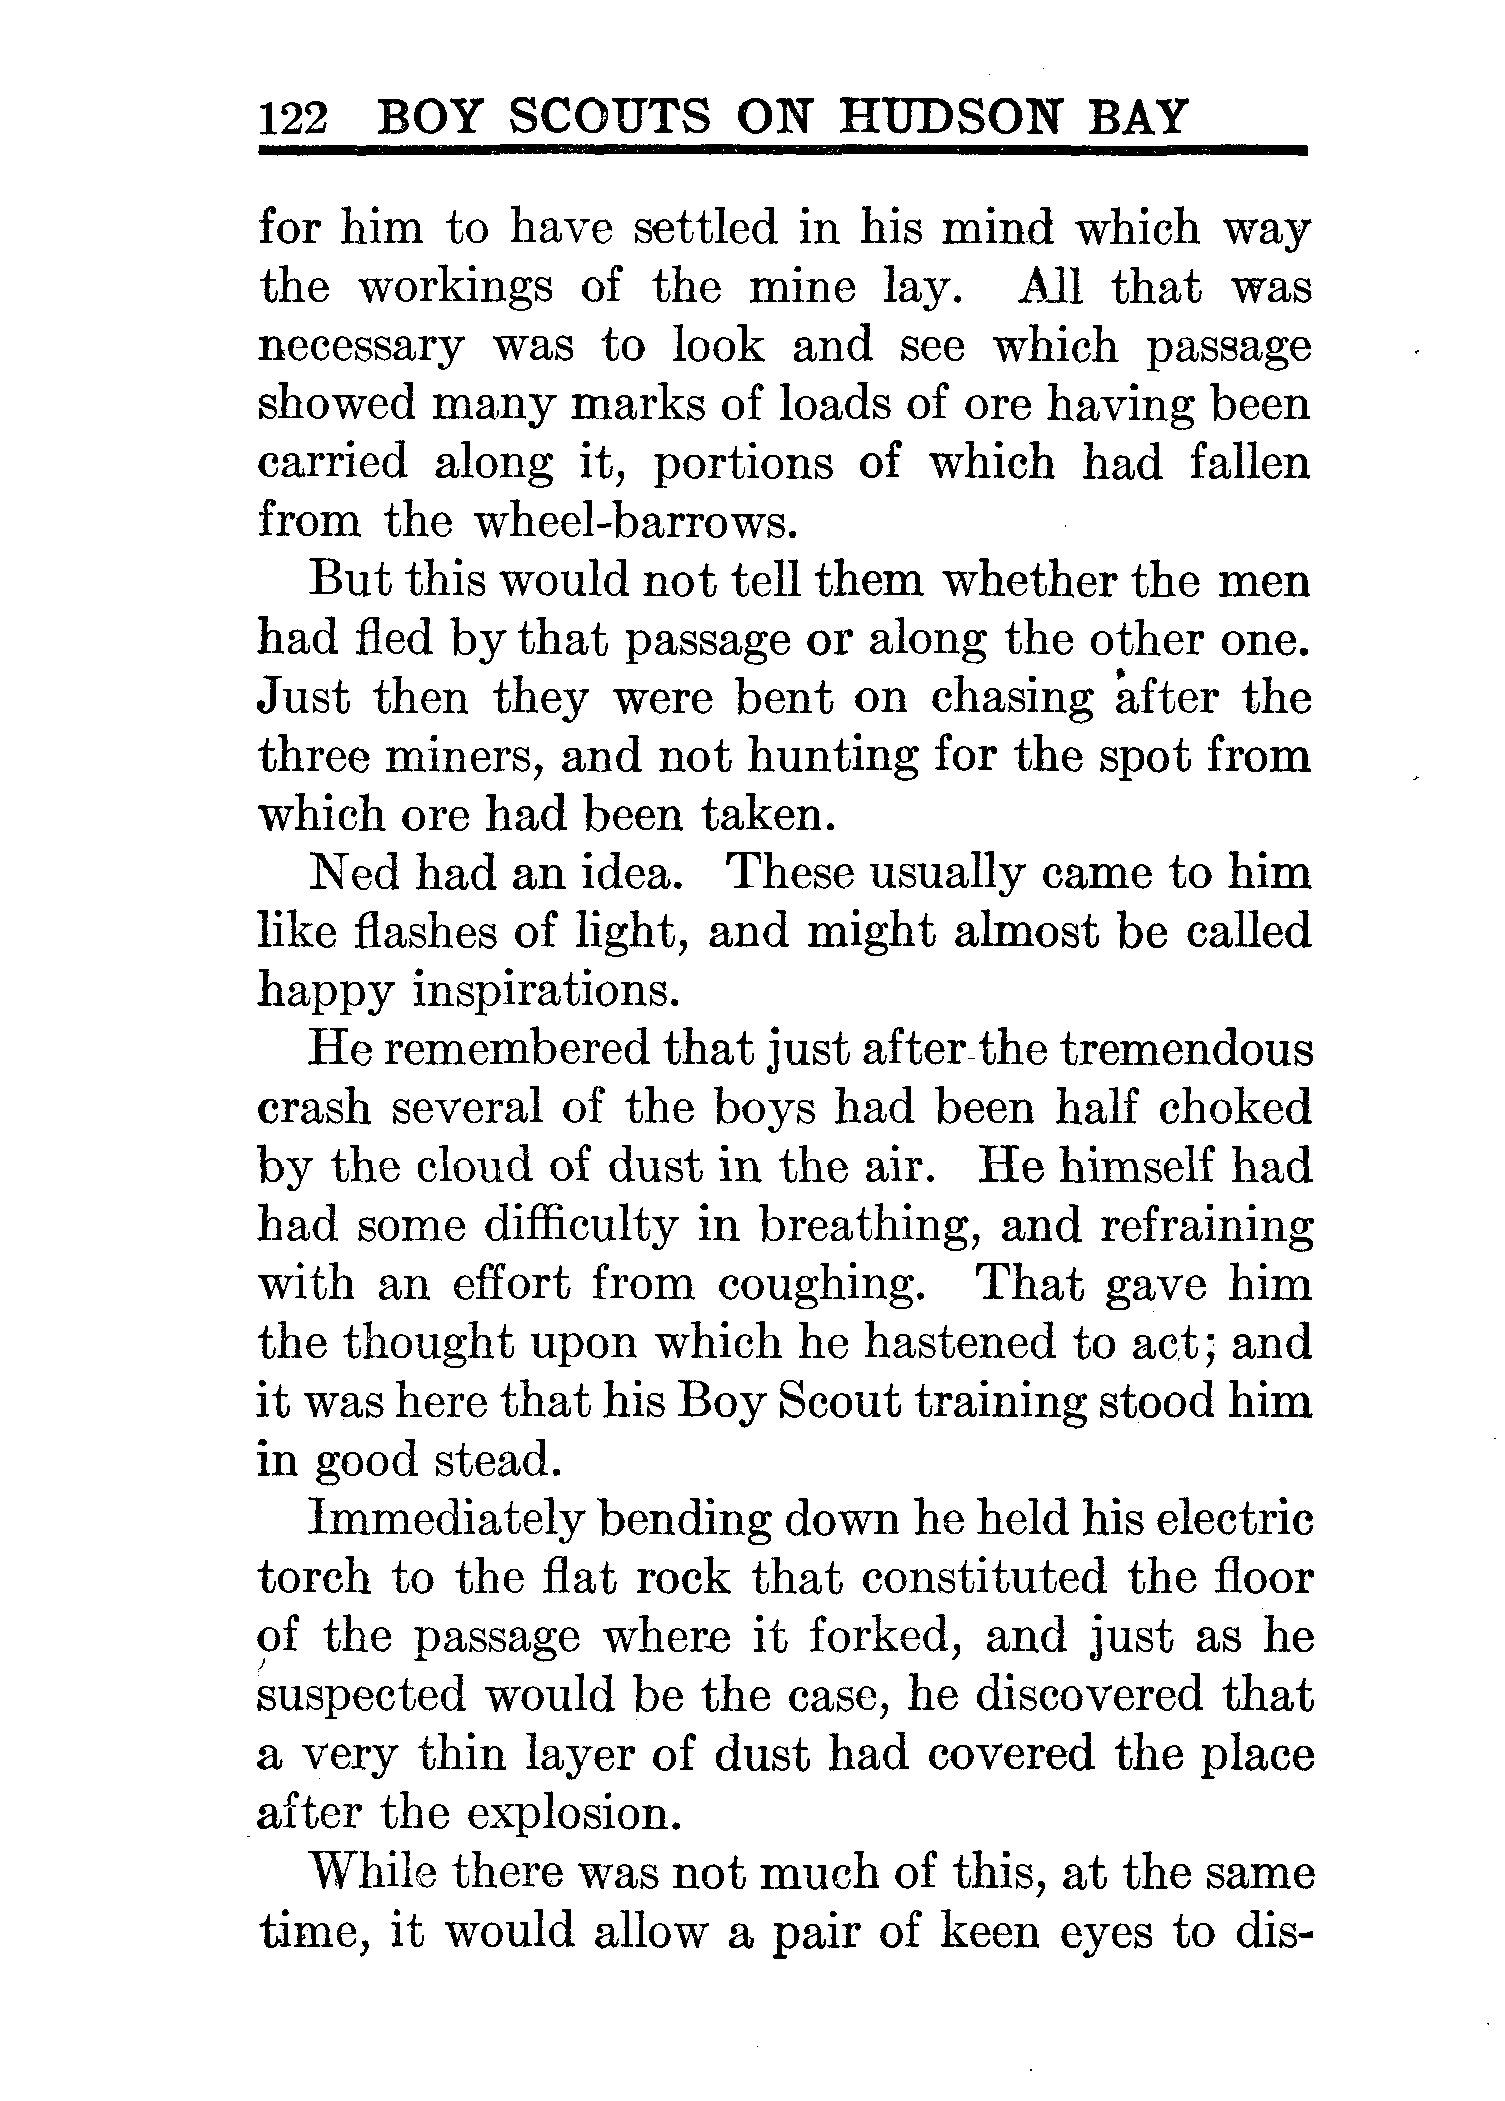 122 BOY SCOUTS ON HUDSON BAY
for him to have settled in his mind which way
the workings of the mine lay. All that was
necessary was to look and see which passage
showed many marks of loads of ore having been
carried along it, portions of which had fallen
from the wheel-barrows.
But this would not tell them whether the men
had fled by that passage or along the other one.
Just then they were bent on chasing after the
three miners, and not hunting for the spot from
which ore had been taken.
Ned had an idea. These usually came to him
like flashes of light, and might almost be called
happy inspirations.
He remembered that just after the tremendous
crash several of the boys had been half choked
by the cloud of dust in the air. He himself had
had some difficulty in breathing, and refraining
with an effort from coughing. That gave him
the thought upon which he hastened to act; and
it was here that his Boy Scout training stood him
in good stead.
Immediately bending down he held his electric
torch to the flat rock that constituted the floor
of the passage where it forked, and just as he
suspected would be the case, he discovered that
a very thin layer of dust had covered the place
after the explosion.
While there was not much of this, at the same
time, it would allow a pair of keen eyes to dis-